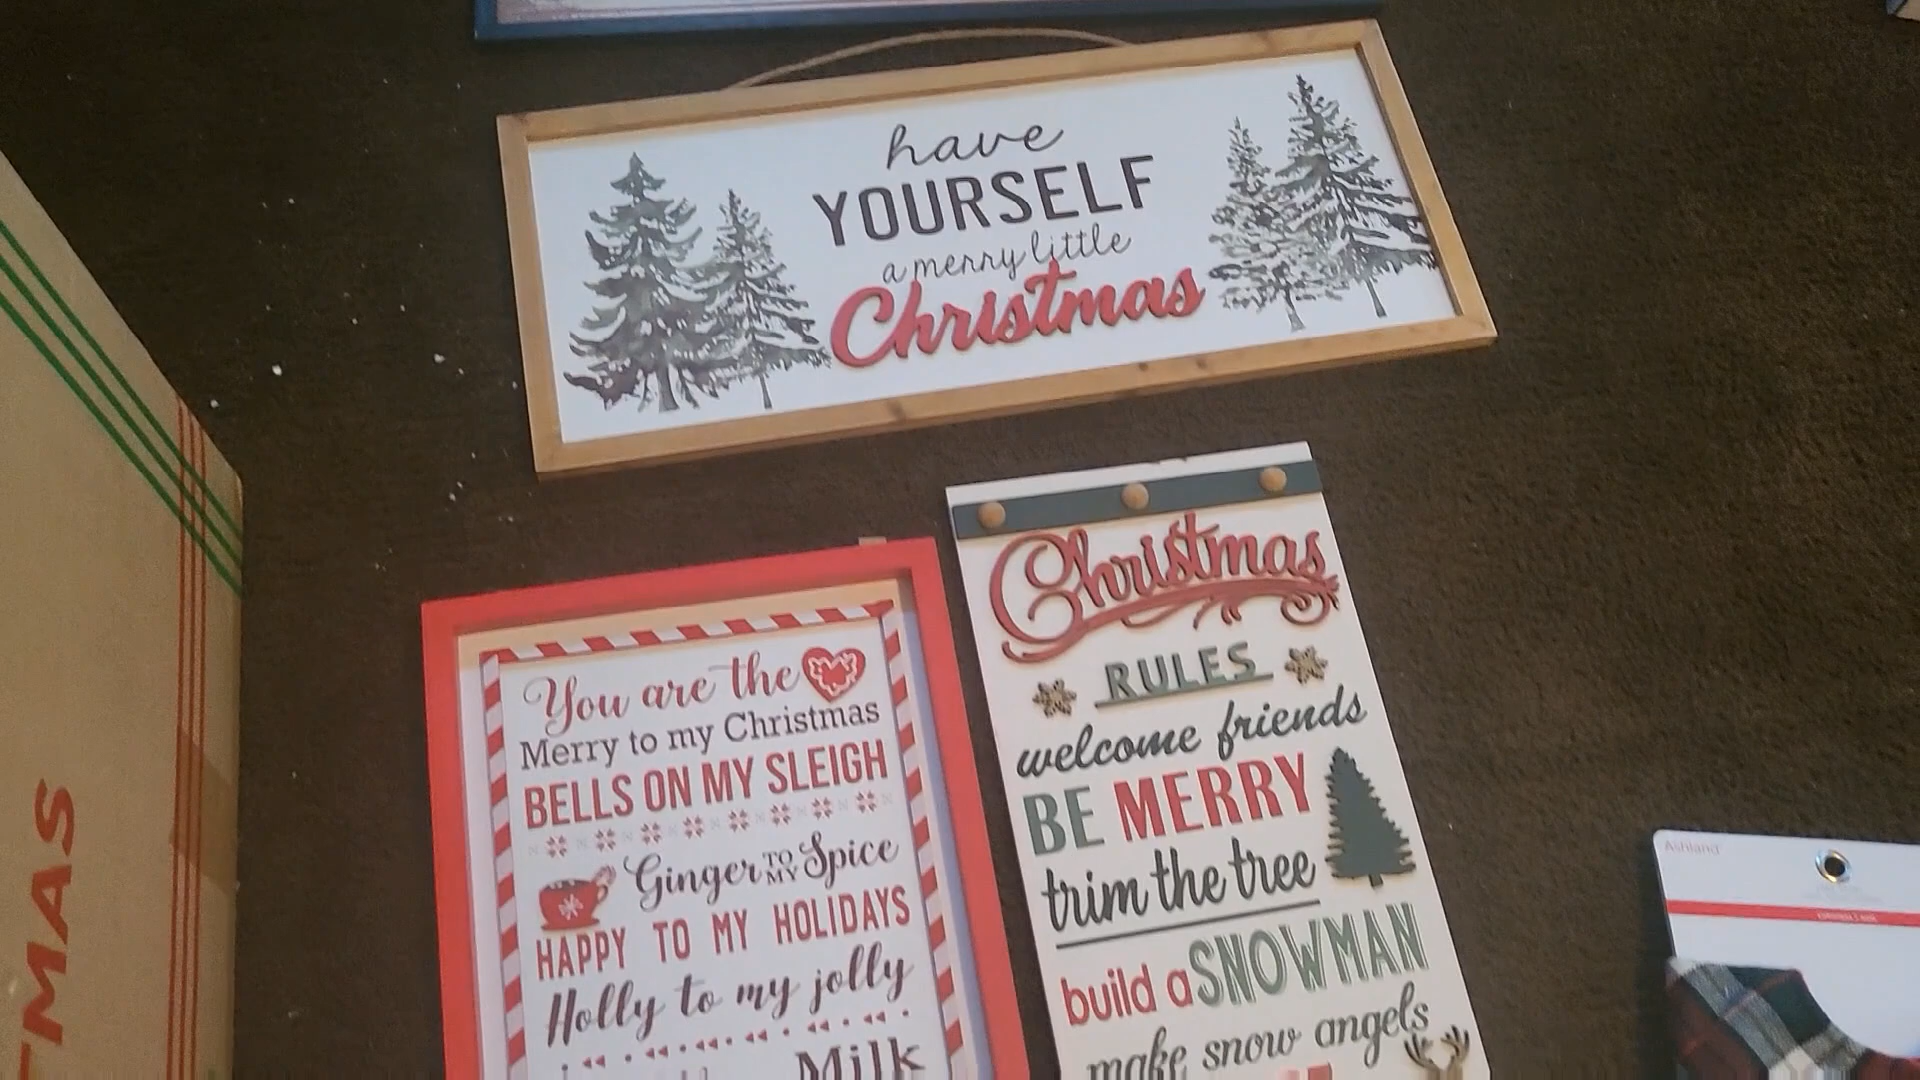 have
YOURSELF
a merry little
Christmas
You are the
Merry to my Christmas
BELLS ON MY SLEIGH
Ginger TO MY Spice
HAPPY TO MY HOLIDAYS
Holly to my jolly
Milk
Christmas
RULES
welcome friends
BE MERRY
trim the tree
build a SNOWMAN
make snow angels
TMAS
Ashland